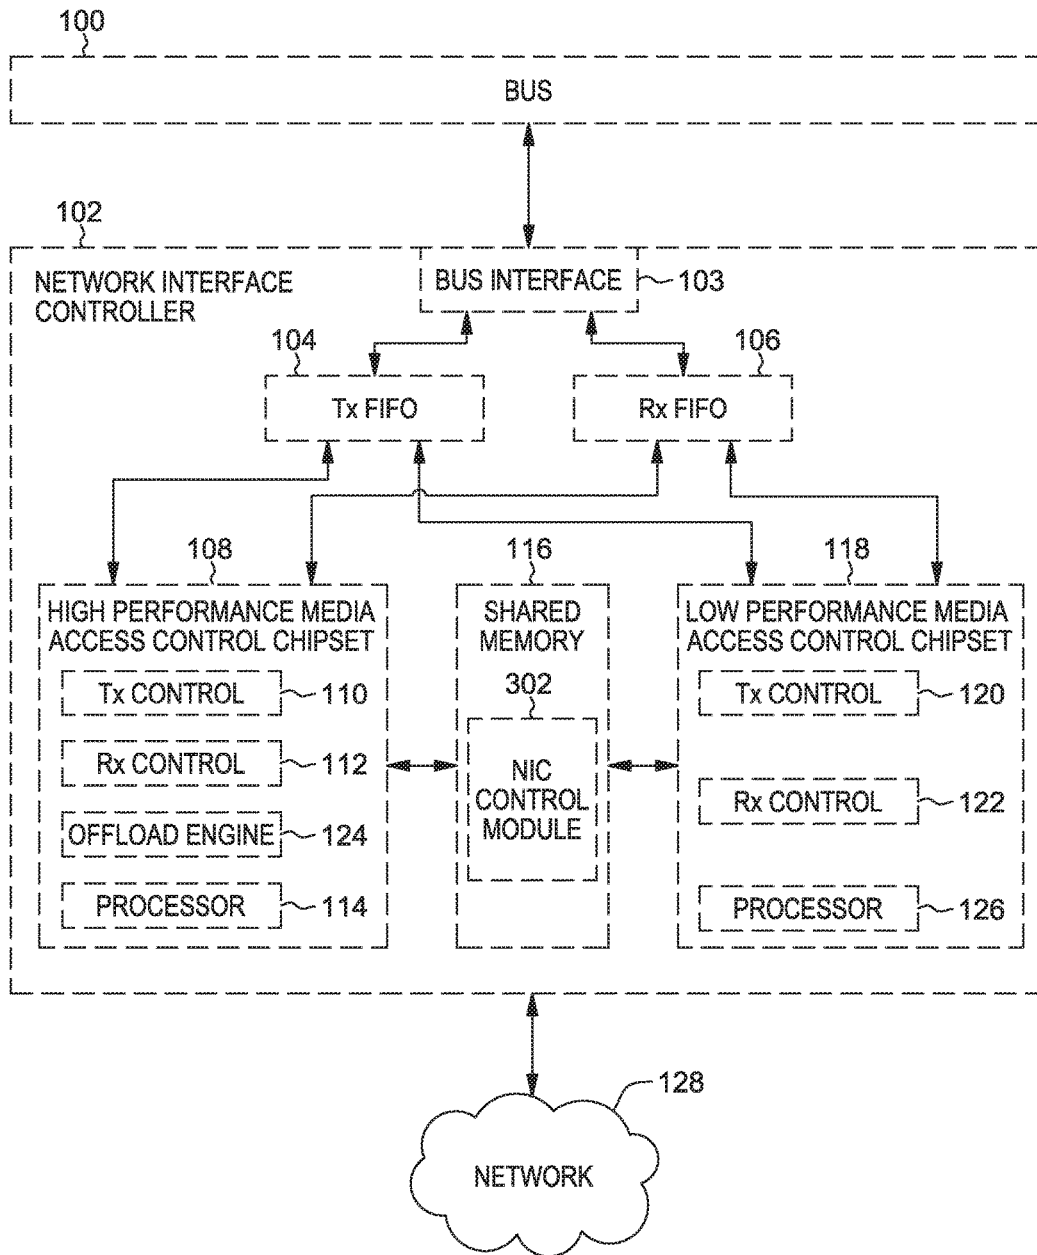 100
BUS
102
NETWORK INTERFACE
CONTROLLER
BUS INTERFACE
103
104
106
Tx FIFO
Rx FIFO
108
116
118
HIGH PERFORMANCE MEDIA
ACCESS CONTROL CHIPSET
Tx CONTROL
110
Rx CONTROL
112
OFFLOAD ENGINE
124
PROCESSOR
114
SHARED
MEMORY
302
NIC
CONTROL
MODULE
LOW PERFORMANCE MEDIA
ACCESS CONTROL CHIPSET
Tx CONTROL
120
Rx CONTROL
122
PROCESSOR
126
128
NETWORK